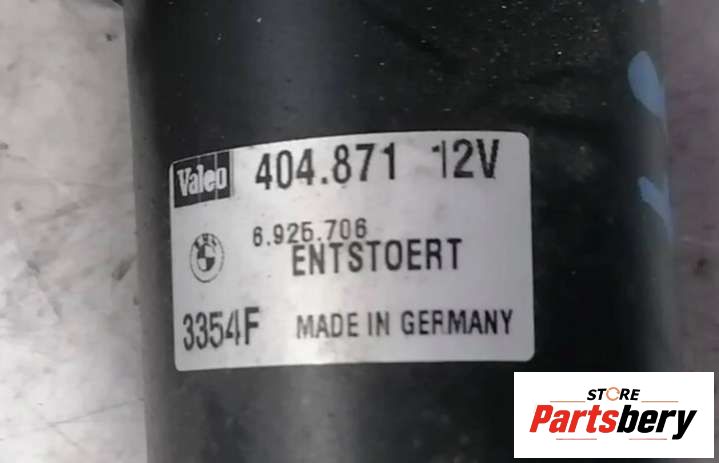 Valeo 404.871 12V
6.925.706
ENTSTOERT
3354F MADE IN GERMANY
STORE
Partsbery